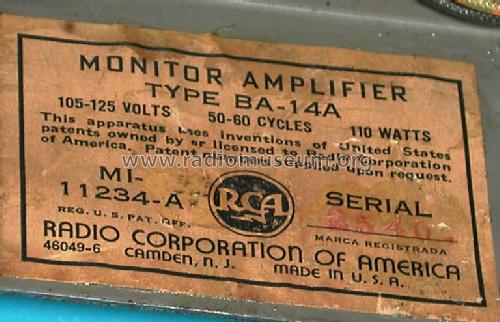 MONITOR AMPLIFIER
TYPE BA-14A
105-125 VOLTS 50-60 CYCLES 110 WATTS
This apparatus uses inventions of United States
patents owned by or licensed to Radio Corporation
of America. Patent upon request.
www.radiomuseum.org
MI-
11234-A
RCA
SERIAL
REG. U.S. PAT. OFF.
MARCA REGISTRADA
RADIO CORPORATION OF AMERICA
46049-6 CAMDEN, N. J. MADE IN U. S. A.